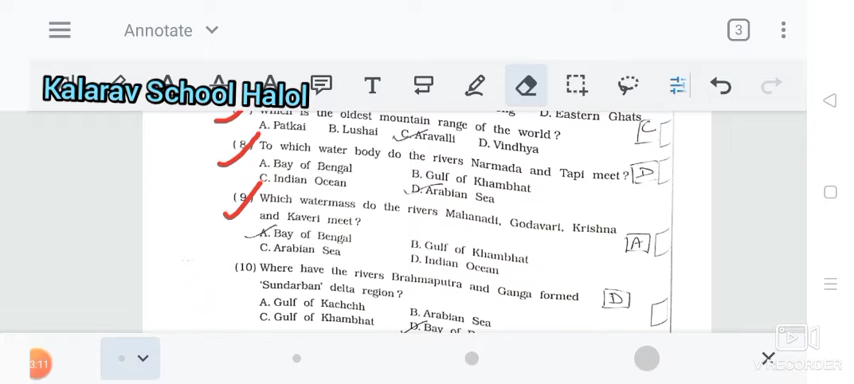 Annotate
3
Kalarav School Halol
T
D. Eastern Ghats
Which is the oldest mountain range of the world ?
C
A. Patkai B. Lushai C. Aravalli D. Vindhya
(8) To which water body do the rivers Narmada and Tapi meet ?
D
A. Bay of Bengal B. Gulf of Khambhat
C. Indian Ocean D. Arabian Sea
(9) Which watermass do the rivers Mahanadi, Godavari, Krishna
and Kaveri meet ?
A
A. Bay of Bengal B. Gulf of Khambhat
C. Arabian Sea D. Indian Ocean
(10) Where have the rivers Brahmaputra and Ganga formed
D
'Sundarban' delta region ?
A. Gulf of Kachchh B. Arabian Sea
C. Gulf of Khambhat D. Bay of
3:11
V RECORDER